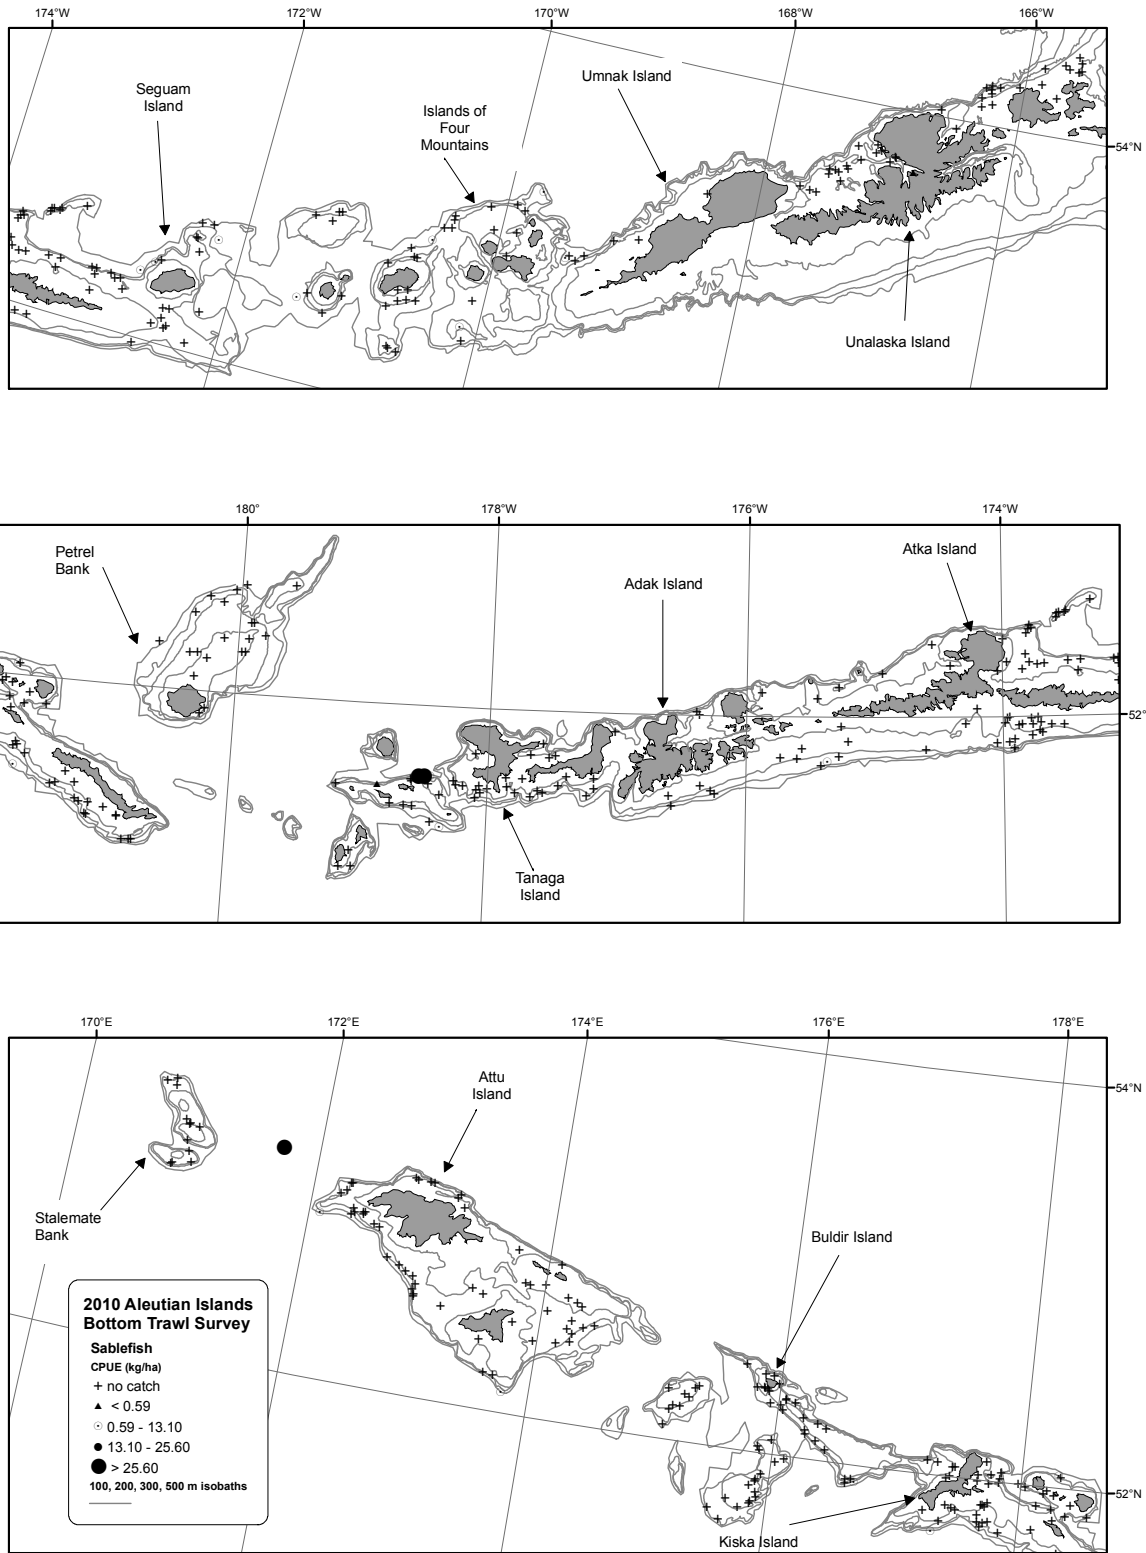 174°W 172°W 170°W 168°W 166°W
Seguam
Island
Islands of
Four
Mountains
Umnak Island
54°N
Unalaska Island
180° 178°W 176°W 174°W
Petrel
Bank
Adak Island
Atka Island
52°
Tanaga
Island
170°E 172°E 174°E 176°E 178°E
54°N
Attu
Island
Stalemate
Bank
Buldir Island
52°N
Kiska Island
2010 Aleutian Islands
Bottom Trawl Survey
Sablefish
CPUE (kg/ha)
+ no catch
▲ < 0.59
☉ 0.59 - 13.10
● 13.10 - 25.60
● > 25.60
100, 200, 300, 500 m isobaths